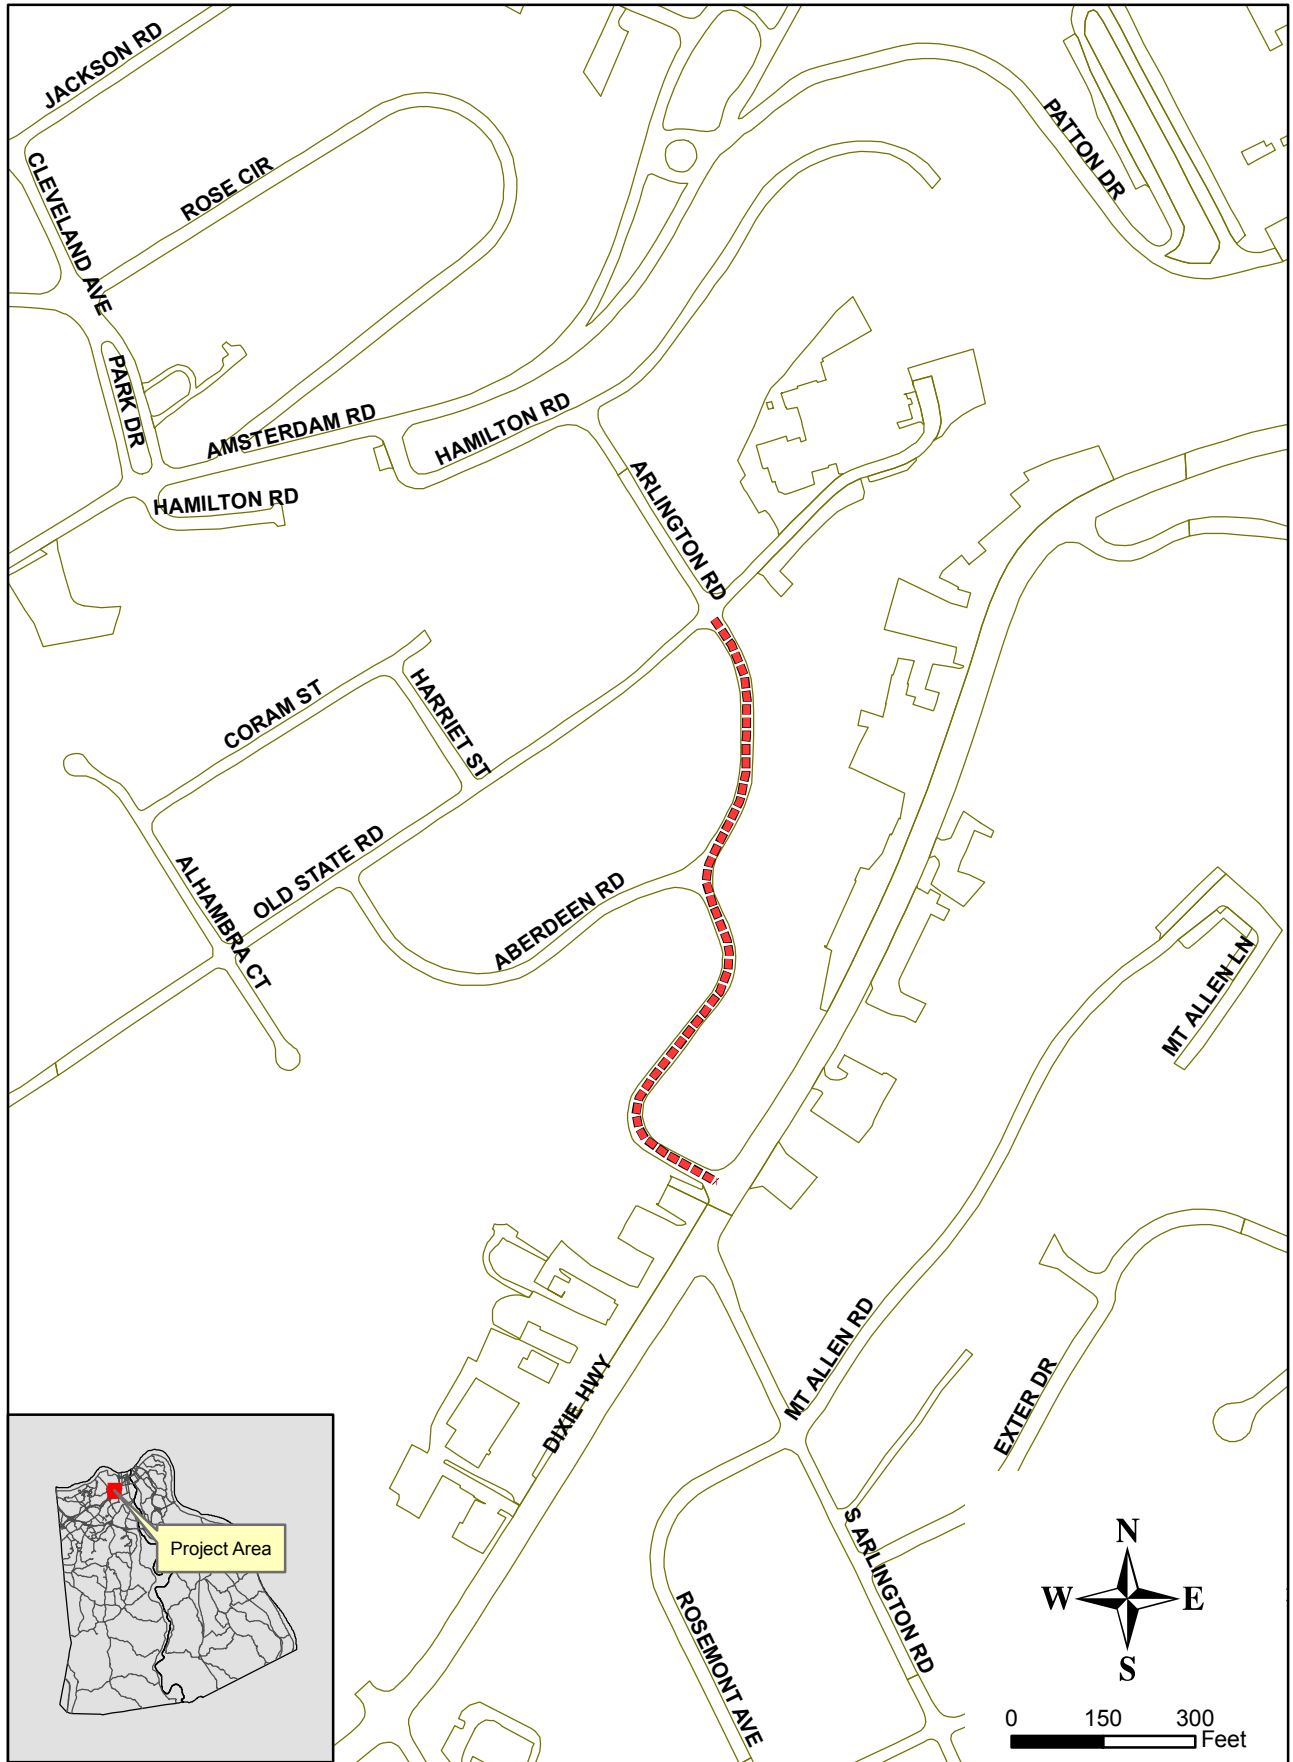 JACKSON RD
CLEVELAND AVE
ROSE CIR
PATTON DR
PARK DR
AMSTERDAM RD
HAMILTON RD
HAMILTON RD
ARLINGTON RD
CORAM ST
HARRIET ST
OLD STATE RD
ALHAMBRA CT
ABERDEEN RD
MT ALLEN LN
MT ALLEN RD
DIXIE HWY
EXTER DR
S ARLINGTON RD
ROSEMONT AVE
Project Area
N
W E
S
0 150 300
Feet